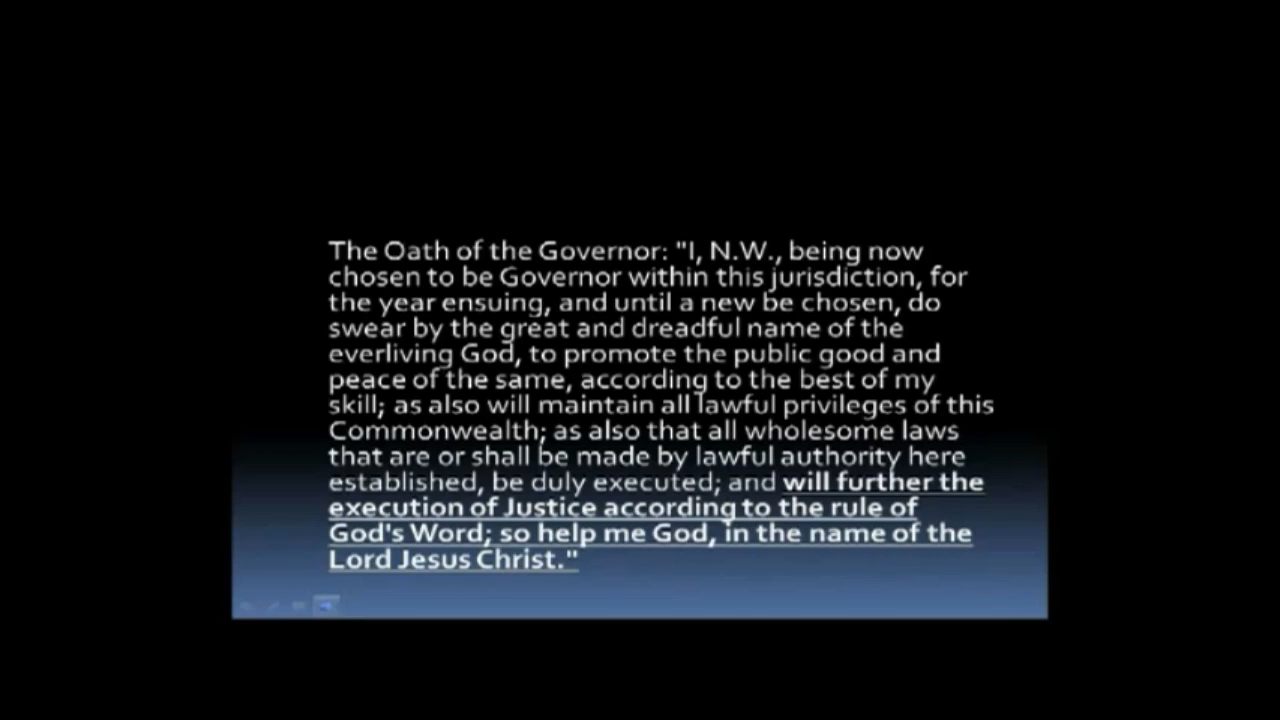 The Oath of the Governor: "I, N.W., being now
chosen to be Governor within this jurisdiction, for
the year ensuing, and until a new be chosen, do
swear by the great and dreadful name of the
everliving God, to promote the public good and
peace of the same, according to the best of my
skill; as also will maintain all lawful privileges of this
Commonwealth; as also that all wholesome laws
that are or shall be made by lawful authority here
established, be duly executed; and will further the
execution of Justice according to the rule of
God's Word; so help me God, in the name of the
Lord Jesus Christ."